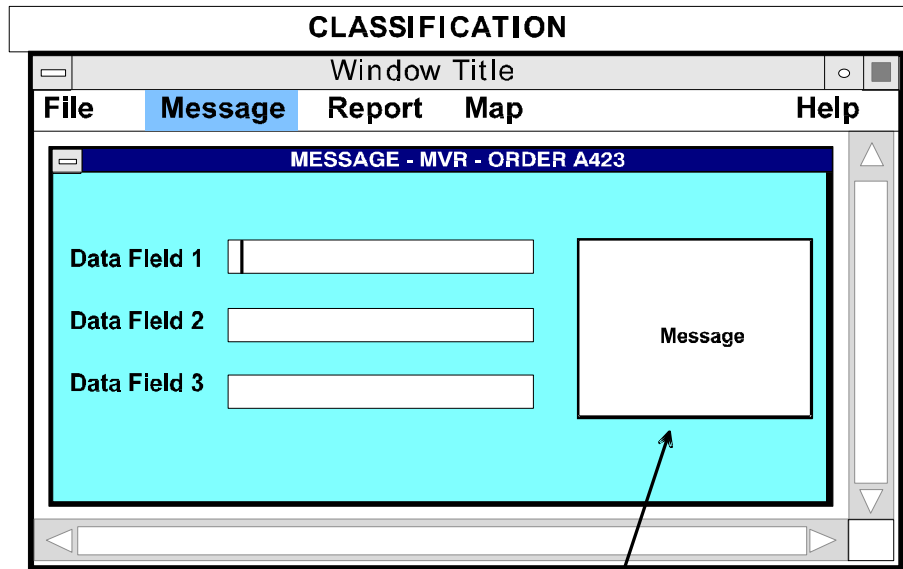 CLASSIFICATION
Window Title
File Message Report Map Help
MESSAGE - MVR - ORDER A423
Data Field 1
Data Field 2
Message
Data Field 3